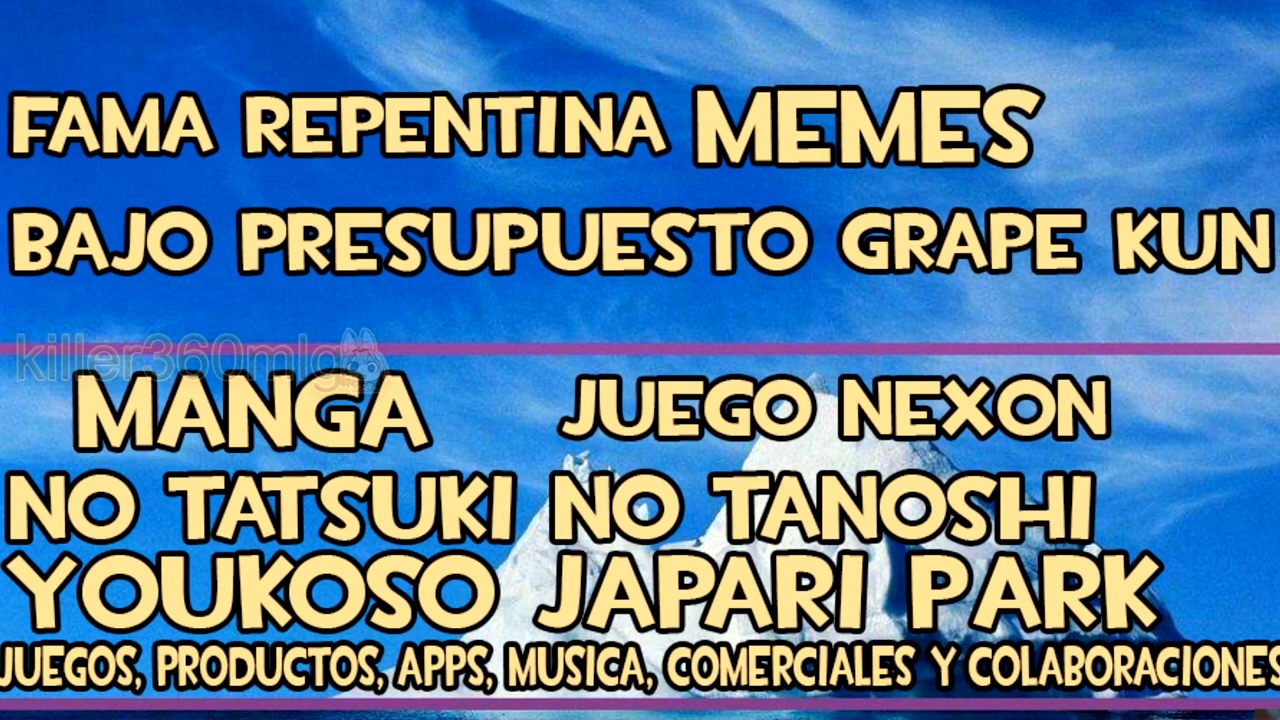 FAMA REPENTINA MEMES
BAJO PRESUPUESTO GRAPE KUN
killer360mlg
MANGA JUEGO NEXON
NO TATSUKI NO TANOSHI
YOUKOSO JAPARI PARK
JUEGOS, PRODUCTOS, APPS, MUSICA, COMERCIALES Y COLABORACIONES